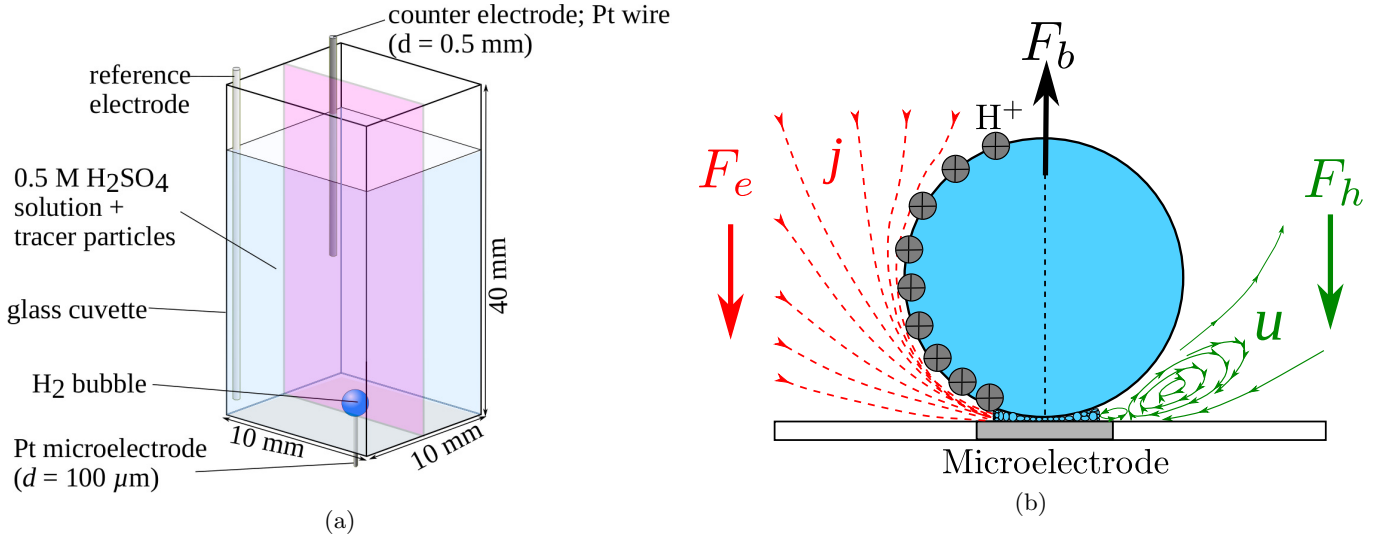 counter electrode; Pt wire
(d = 0.5 mm)
reference
electrode
0.5 M H2SO4
solution +
tracer particles
glass cuvette
H2 bubble
Pt microelectrode
(d = 100 µm)
10 mm
10 mm
40 mm
(a)
Fb
H+
j
Fe
Fh
u
Microelectrode
(b)